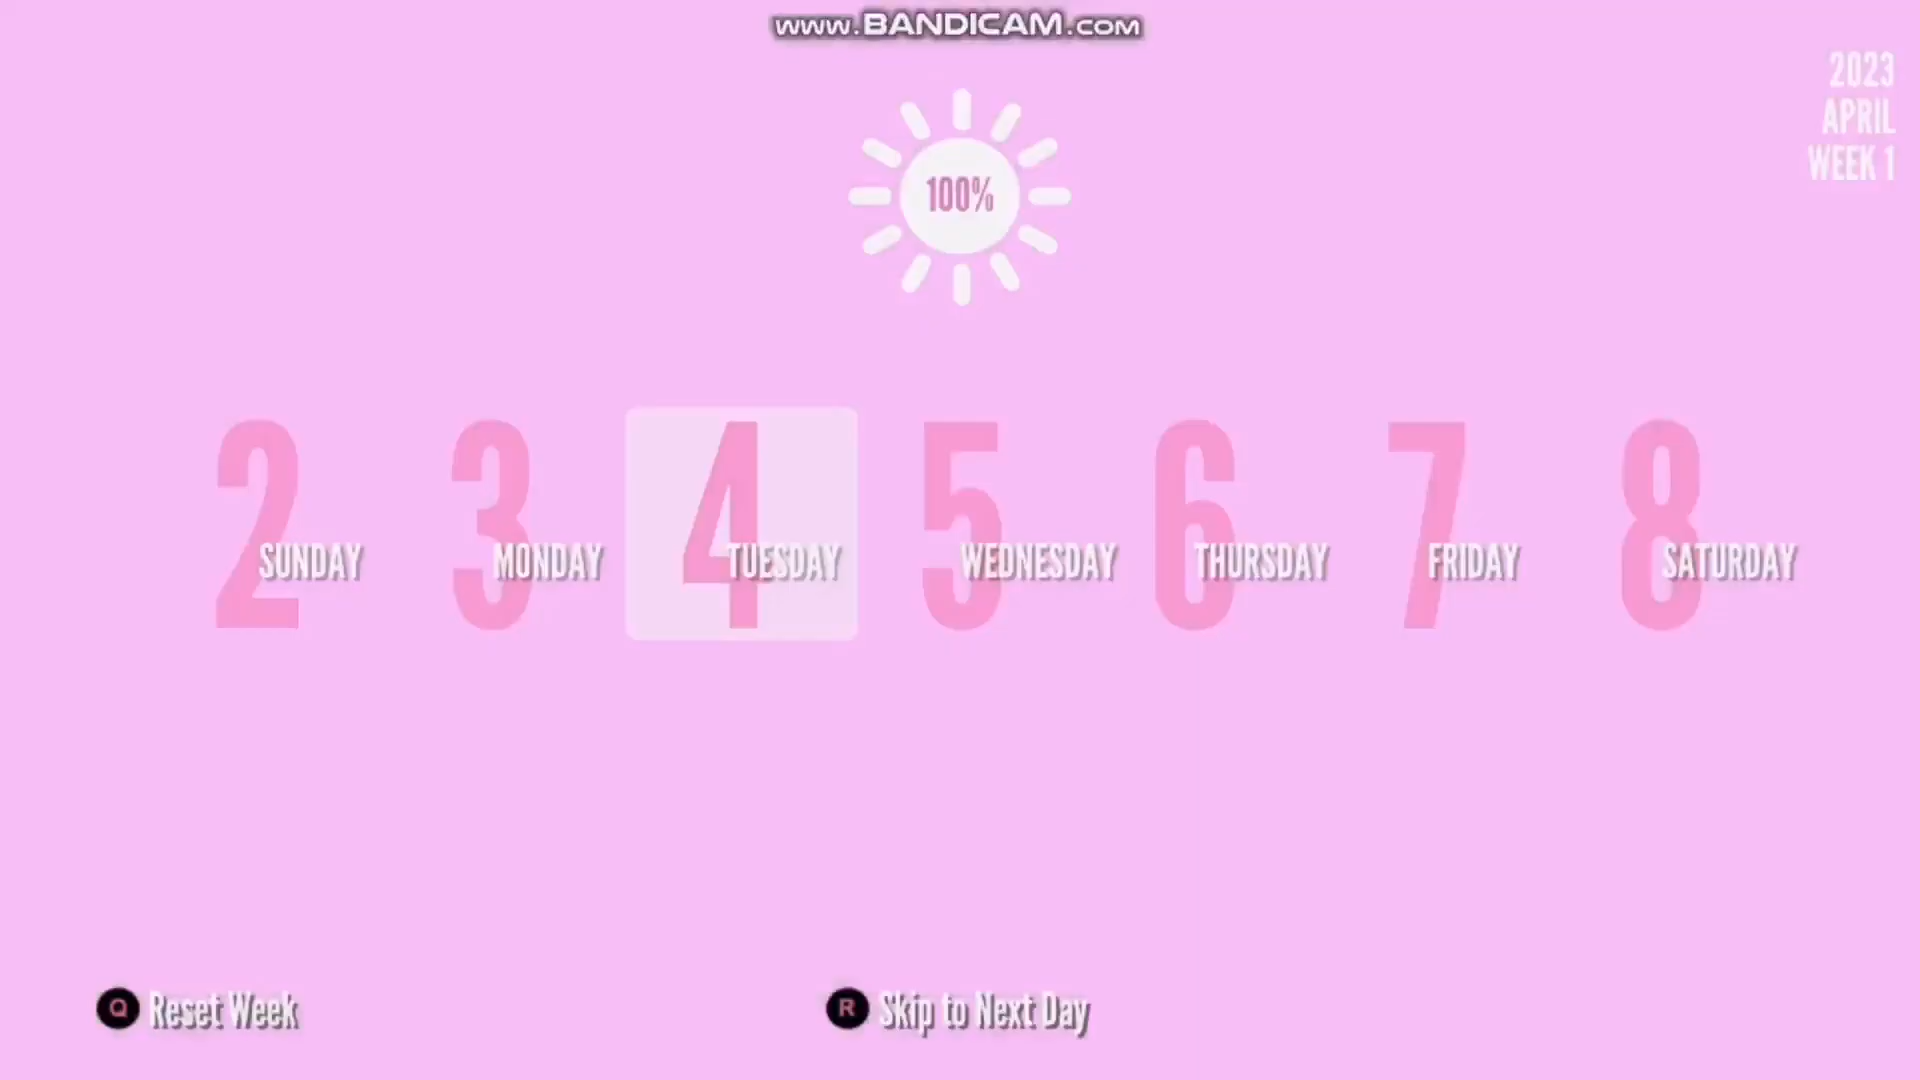 www.BANDICAM.com
2023
APRIL
WEEK 1
100%
2 SUNDAY
3 MONDAY
4 TUESDAY
5 WEDNESDAY
6 THURSDAY
7 FRIDAY
8 SATURDAY
Q Reset Week
R Skip to Next Day